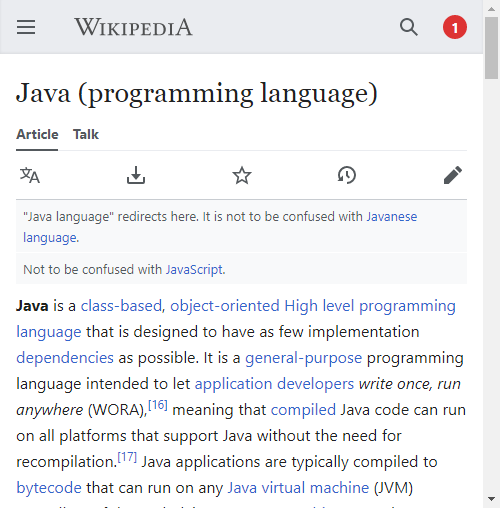 WIKIPEDIA
1
Java (programming language)
Article Talk
"Java language" redirects here. It is not to be confused with Javanese
language.
Not to be confused with JavaScript.
Java is a class-based, object-oriented High level programming
language that is designed to have as few implementation
dependencies as possible. It is a general-purpose programming
language intended to let application developers write once, run
anywhere (WORA),[16] meaning that compiled Java code can run
on all platforms that support Java without the need for
recompilation.[17] Java applications are typically compiled to
bytecode that can run on any Java virtual machine (JVM)